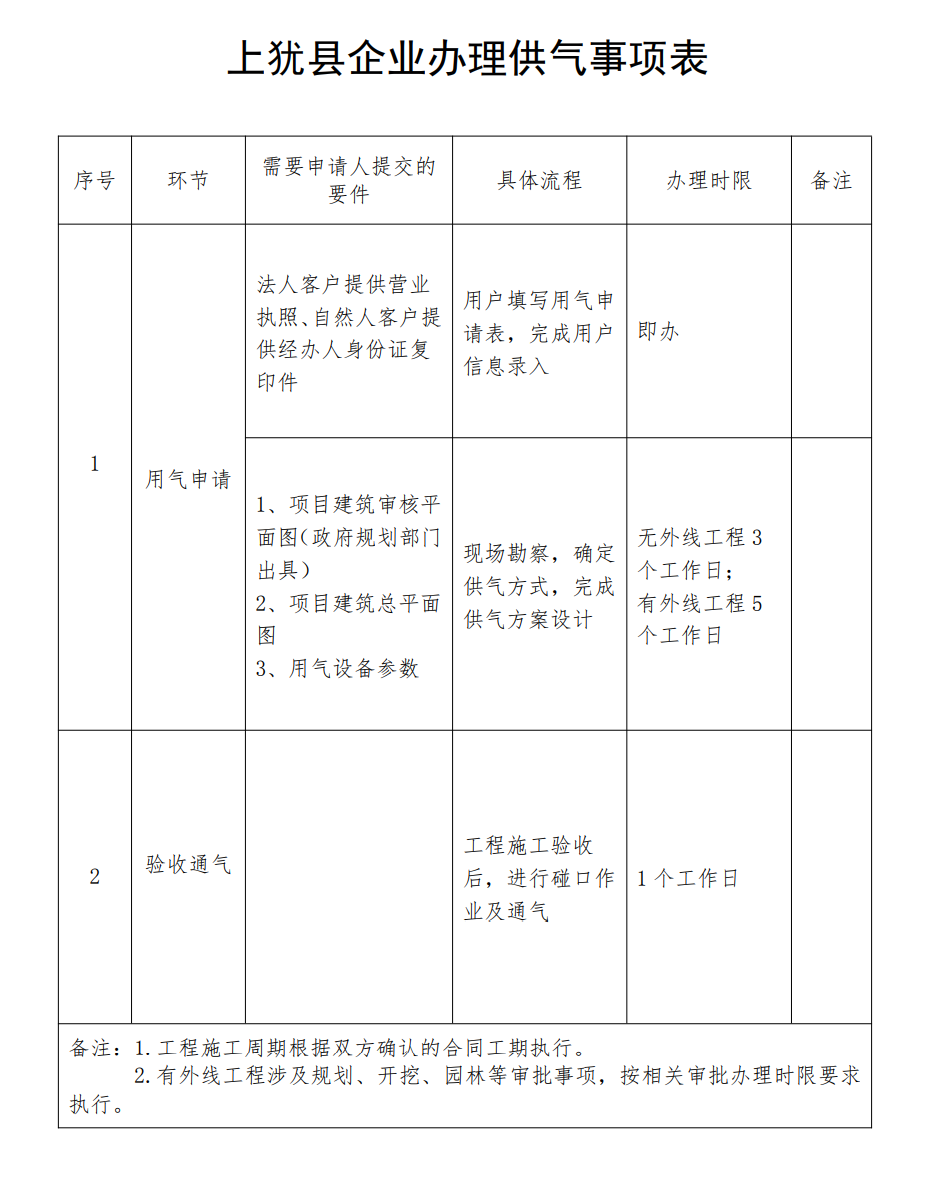 上犹县企业办理供气事项表
序号
环节
需要申请人提交的
要件
具体流程
办理时限
备注
1
用气申请
法人客户提供营业
执照、自然人客户提
供经办人身份证复
印件
用户填写用气申
请表，完成用户
信息录入
即办
1、项目建筑审核平
面图（政府规划部门
出具）
2、项目建筑总平面
图
3、用气设备参数
现场勘察，确定
供气方式，完成
供气方案设计
无外线工程 3
个工作日；
有外线工程 5
个工作日
2
验收通气
工程施工验收
后，进行碰口作
业及通气
1 个工作日
备注：1.工程施工周期根据双方确认的合同工期执行。
2.有外线工程涉及规划、开挖、园林等审批事项，按相关审批办理时限要求
执行。